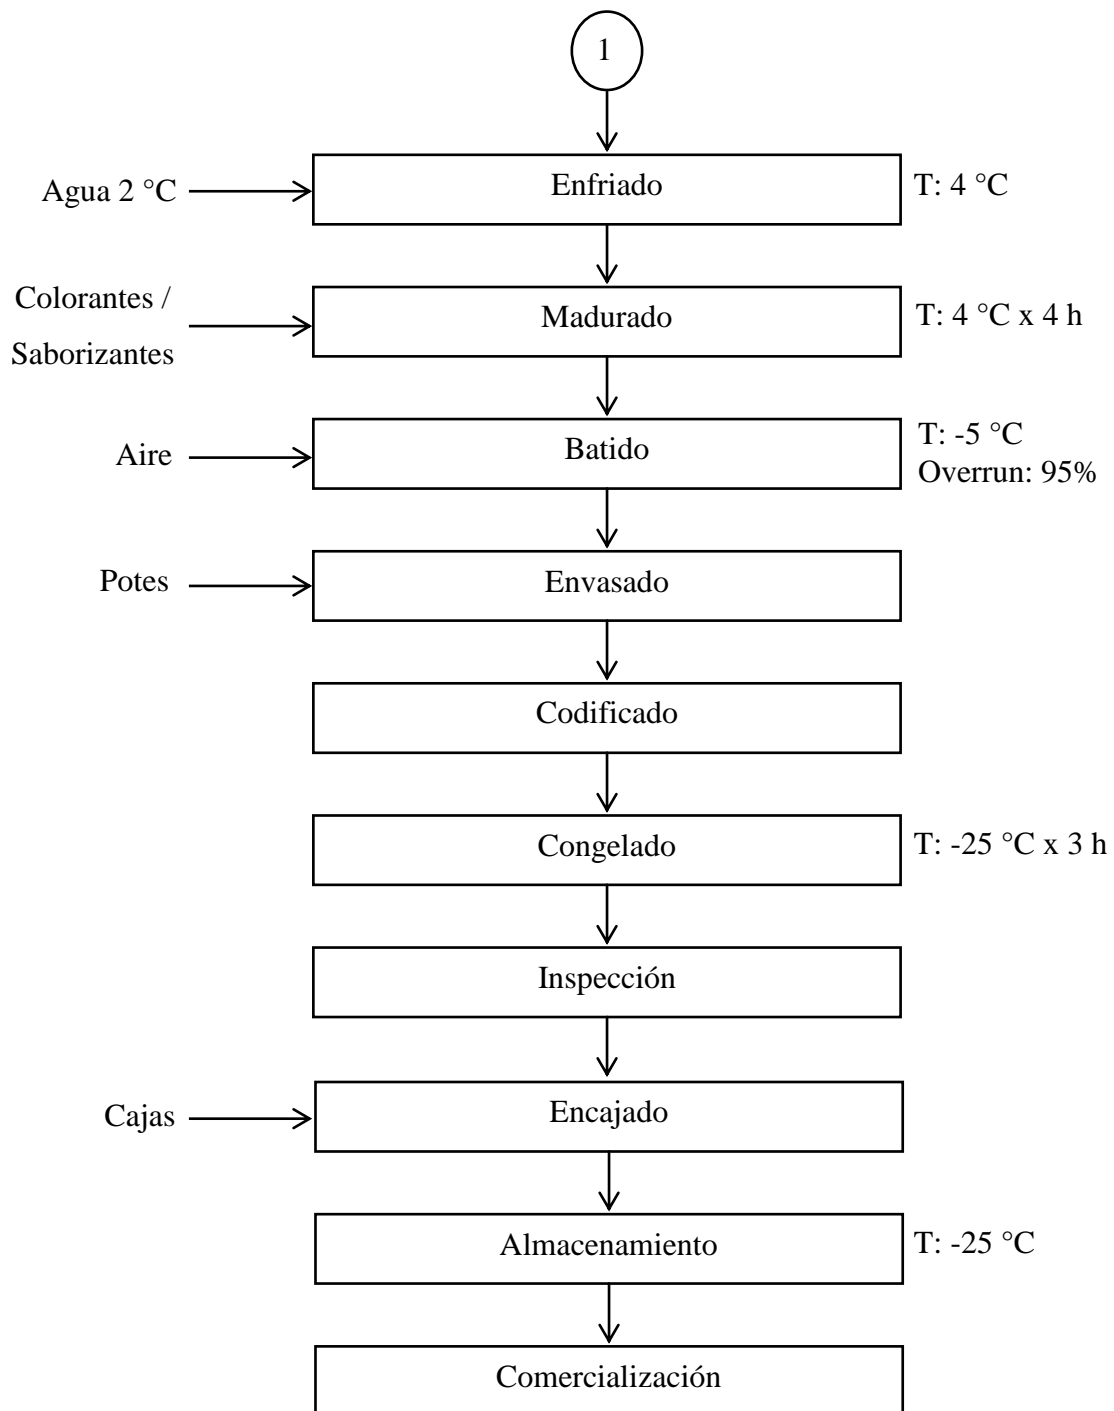 1
Agua 2 °C
Enfriado
T: 4 °C
Colorantes /
Saborizantes
Madurado
T: 4 °C x 4 h
Aire
Batido
T: -5 °C
Overrun: 95%
Potes
Envasado
Codificado
Congelado
T: -25 °C x 3 h
Inspección
Cajas
Encajado
Almacenamiento
T: -25 °C
Comercialización